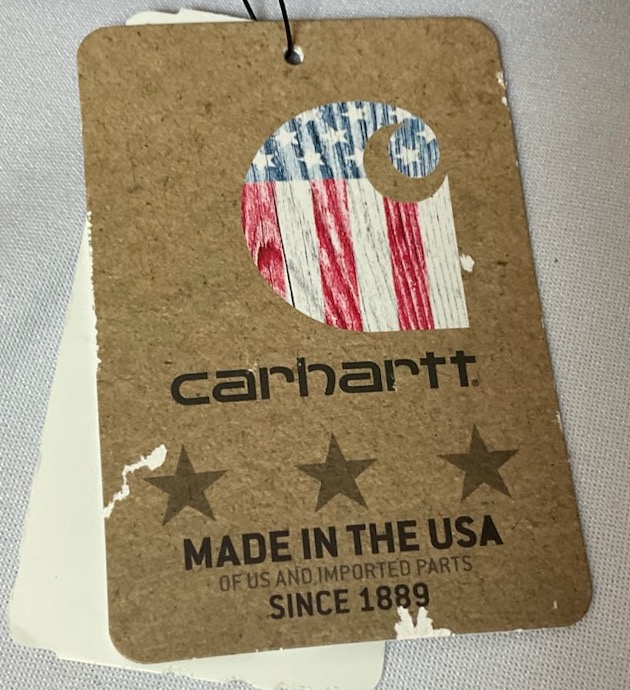 carhartt®
MADE IN THE USA
OF US AND IMPORTED PARTS
SINCE 1889